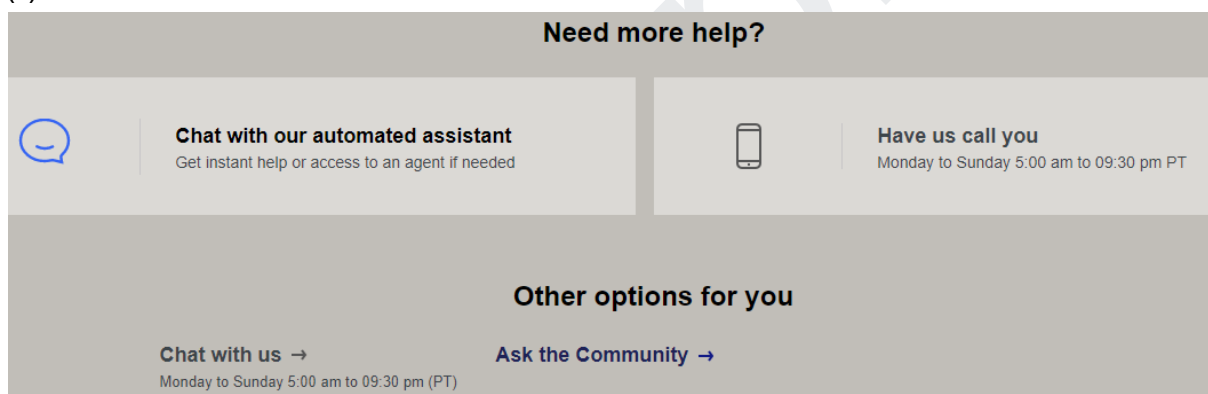 Need more help?
Chat with our automated assistant
Get instant help or access to an agent if needed
Have us call you
Monday to Sunday 5:00 am to 09:30 pm PT
Other options for you
Chat with us →
Monday to Sunday 5:00 am to 09:30 pm (PT)
Ask the Community →